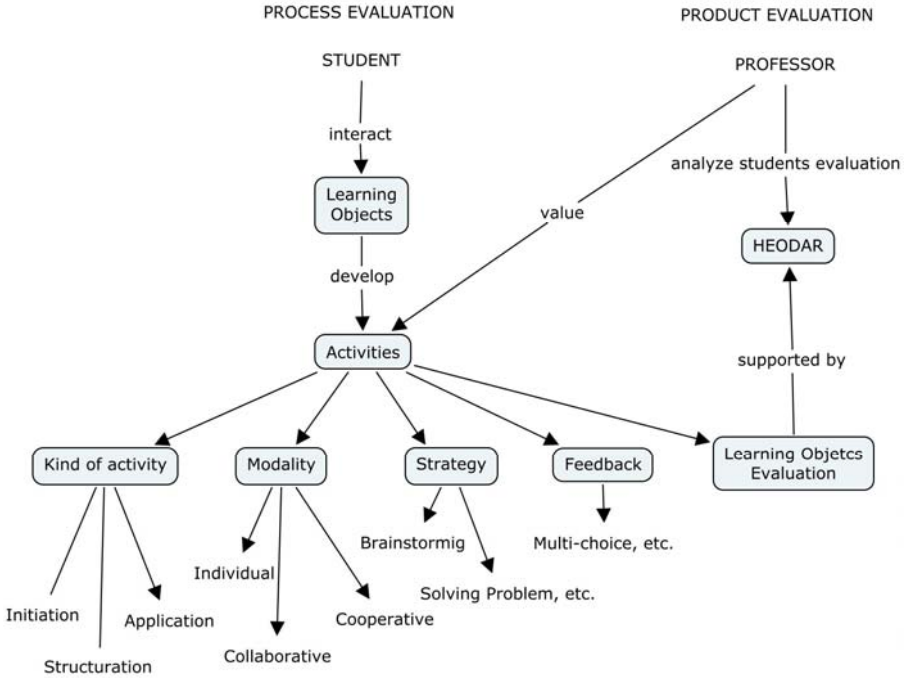 PROCESS EVALUATION
PRODUCT EVALUATION
STUDENT
PROFESSOR
interact
analyze students evaluation
Learning
Objects
value
HEODAR
develop
Activities
supported by
Kind of activity
Modality
Strategy
Feedback
Learning Objetcs
Evaluation
Brainstormig
Multi-choice, etc.
Individual
Solving Problem, etc.
Initiation
Application
Cooperative
Structuration
Collaborative